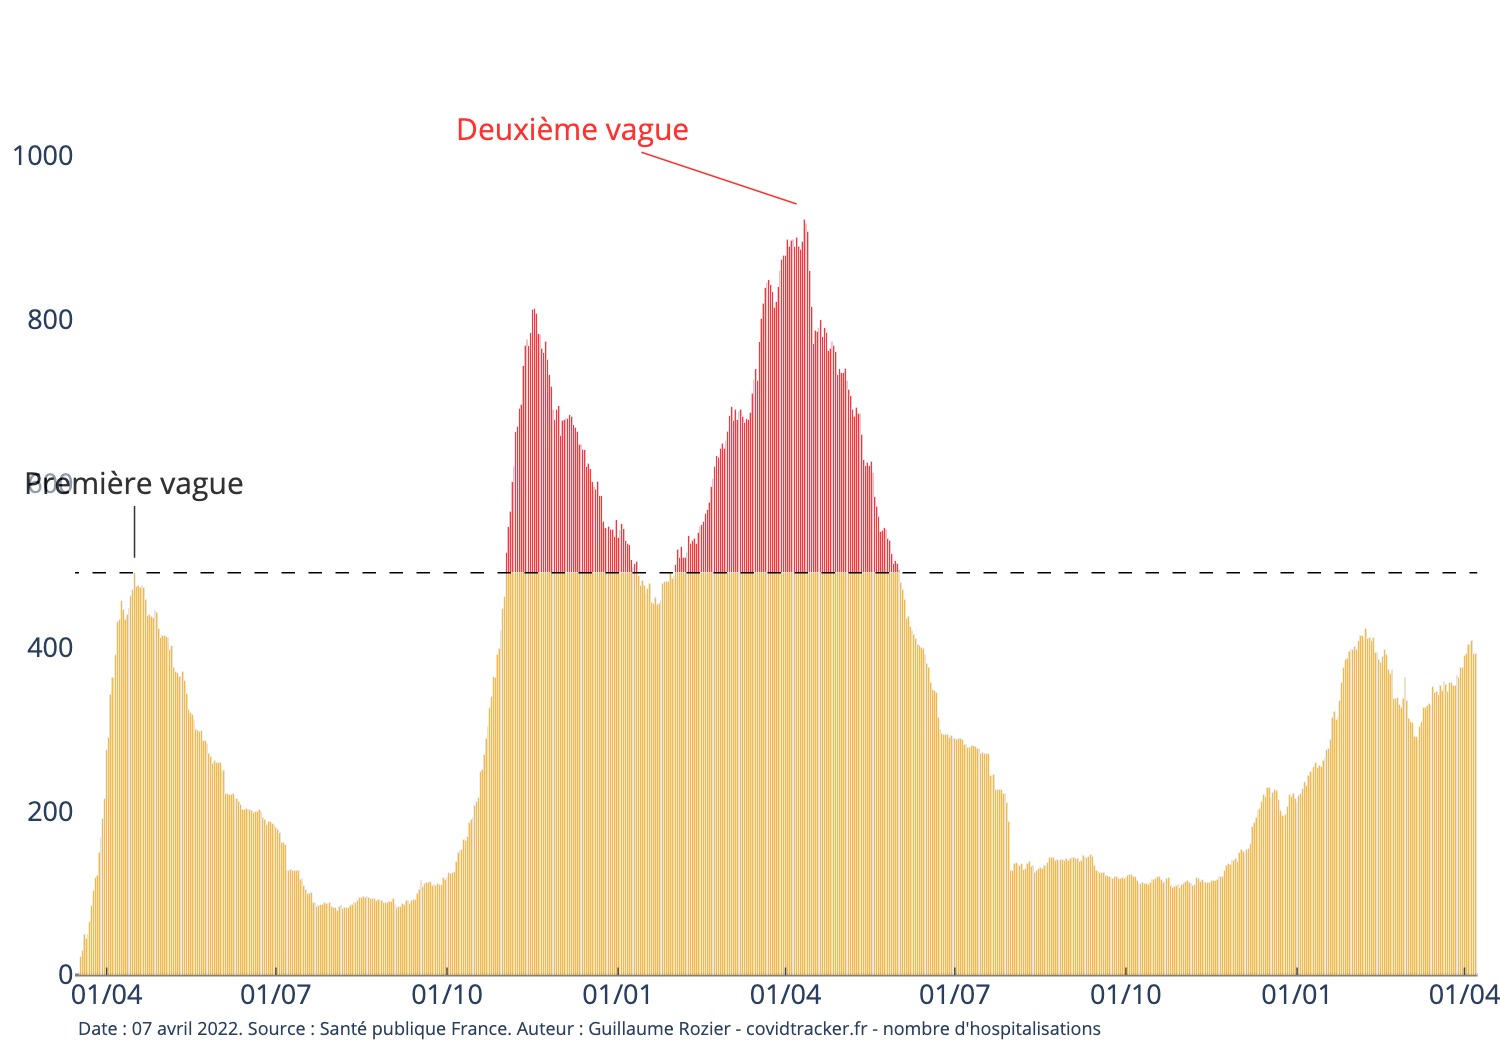 Deuxième vague
1000
800
600
Première vague
400
200
0
01/04 01/07 01/10 01/01 01/04 01/07 01/10 01/01 01/04
Date : 07 avril 2022. Source : Santé publique France. Auteur : Guillaume Rozier - covidtracker.fr - nombre d'hospitalisations